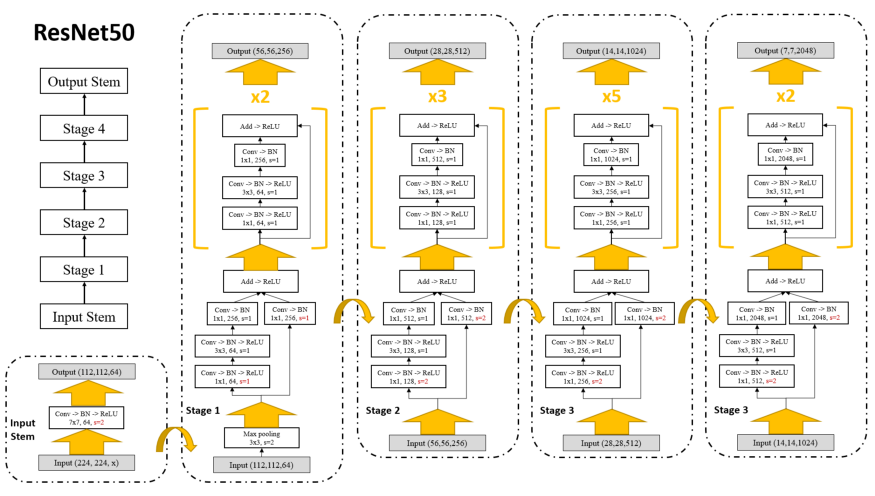 ResNet50
Output Stem
Stage 4
Stage 3
Stage 2
Stage 1
Input Stem
Output (112,112,64)
Conv -> BN -> ReLU
7x7, 64, s=2
Input
Stem
Input (224, 224, x)
Output (56,56,256)
x2
Add -> ReLU
Conv -> BN
1x1, 256, s=1
Conv -> BN -> ReLU
3x3, 64, s=1
Conv -> BN -> ReLU
1x1, 64, s=1
Add -> ReLU
Conv -> BN
1x1, 256, s=1
Conv -> BN
1x1, 256, s=1
Conv -> BN -> ReLU
3x3, 64, s=1
Conv -> BN -> ReLU
1x1, 64, s=1
Stage 1
Max pooling
3x3, s=2
Input (112,112,64)
Output (28,28,512)
x3
Add -> ReLU
Conv -> BN
1x1, 512, s=1
Conv -> BN -> ReLU
3x3, 128, s=1
Conv -> BN -> ReLU
1x1, 128, s=1
Add -> ReLU
Conv -> BN
1x1, 512, s=1
Conv -> BN
1x1, 512, s=2
Conv -> BN -> ReLU
3x3, 128, s=1
Conv -> BN -> ReLU
1x1, 128, s=2
Stage 2
Input (56,56,256)
Output (14,14,1024)
x5
Add -> ReLU
Conv -> BN
1x1, 1024, s=1
Conv -> BN -> ReLU
3x3, 256, s=1
Conv -> BN -> ReLU
1x1, 256, s=1
Add -> ReLU
Conv -> BN
1x1, 1024, s=1
Conv -> BN
1x1, 1024, s=2
Conv -> BN -> ReLU
3x3, 256, s=1
Conv -> BN -> ReLU
1x1, 256, s=2
Stage 3
Input (28,28,512)
Output (7,7,2048)
x2
Add -> ReLU
Conv -> BN
1x1, 2048, s=1
Conv -> BN -> ReLU
3x3, 512, s=1
Conv -> BN -> ReLU
1x1, 512, s=1
Add -> ReLU
Conv -> BN
1x1, 2048, s=1
Conv -> BN
1x1, 2048, s=2
Conv -> BN -> ReLU
3x3, 512, s=1
Conv -> BN -> ReLU
1x1, 512, s=2
Stage 3
Input (14,14,1024)